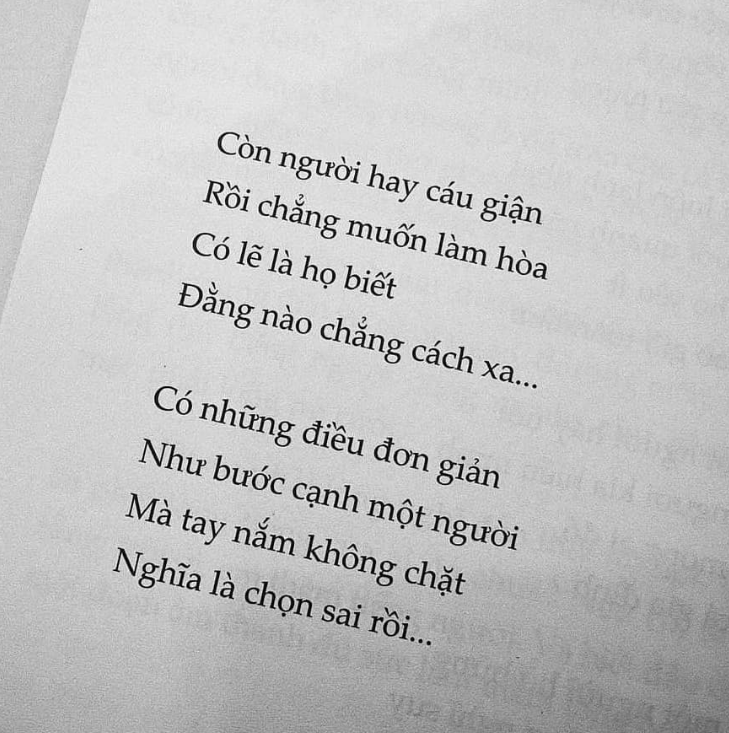 Còn người hay cáu giận
Rồi chẳng muốn làm hòa
Có lẽ là họ biết
Đằng nào chẳng cách xa...
Có những điều đơn giản
Như bước cạnh một người
Mà tay nắm không chặt
Nghĩa là chọn sai rồi...